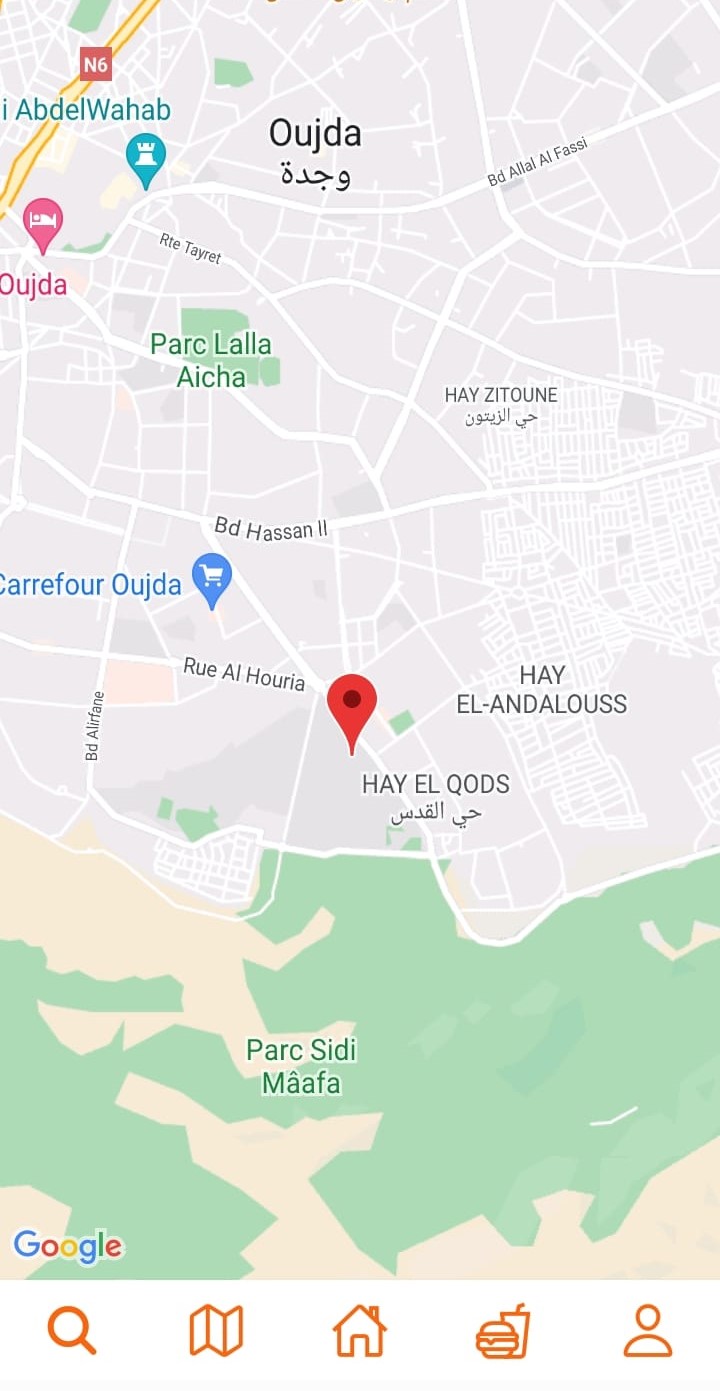 N6
i AbdelWahab
Oujda
وجدة
Bd Allal Al Fassi
Rte Tayret
Oujda
Parc Lalla
Aicha
HAY ZITOUNE
حي الزيتون
Bd Hassan II
Carrefour Oujda
Rue Al Houria
HAY
EL-ANDALOUSS
Bd Alirfane
HAY EL QODS
حي القدس
Parc Sidi
Mâafa
Google